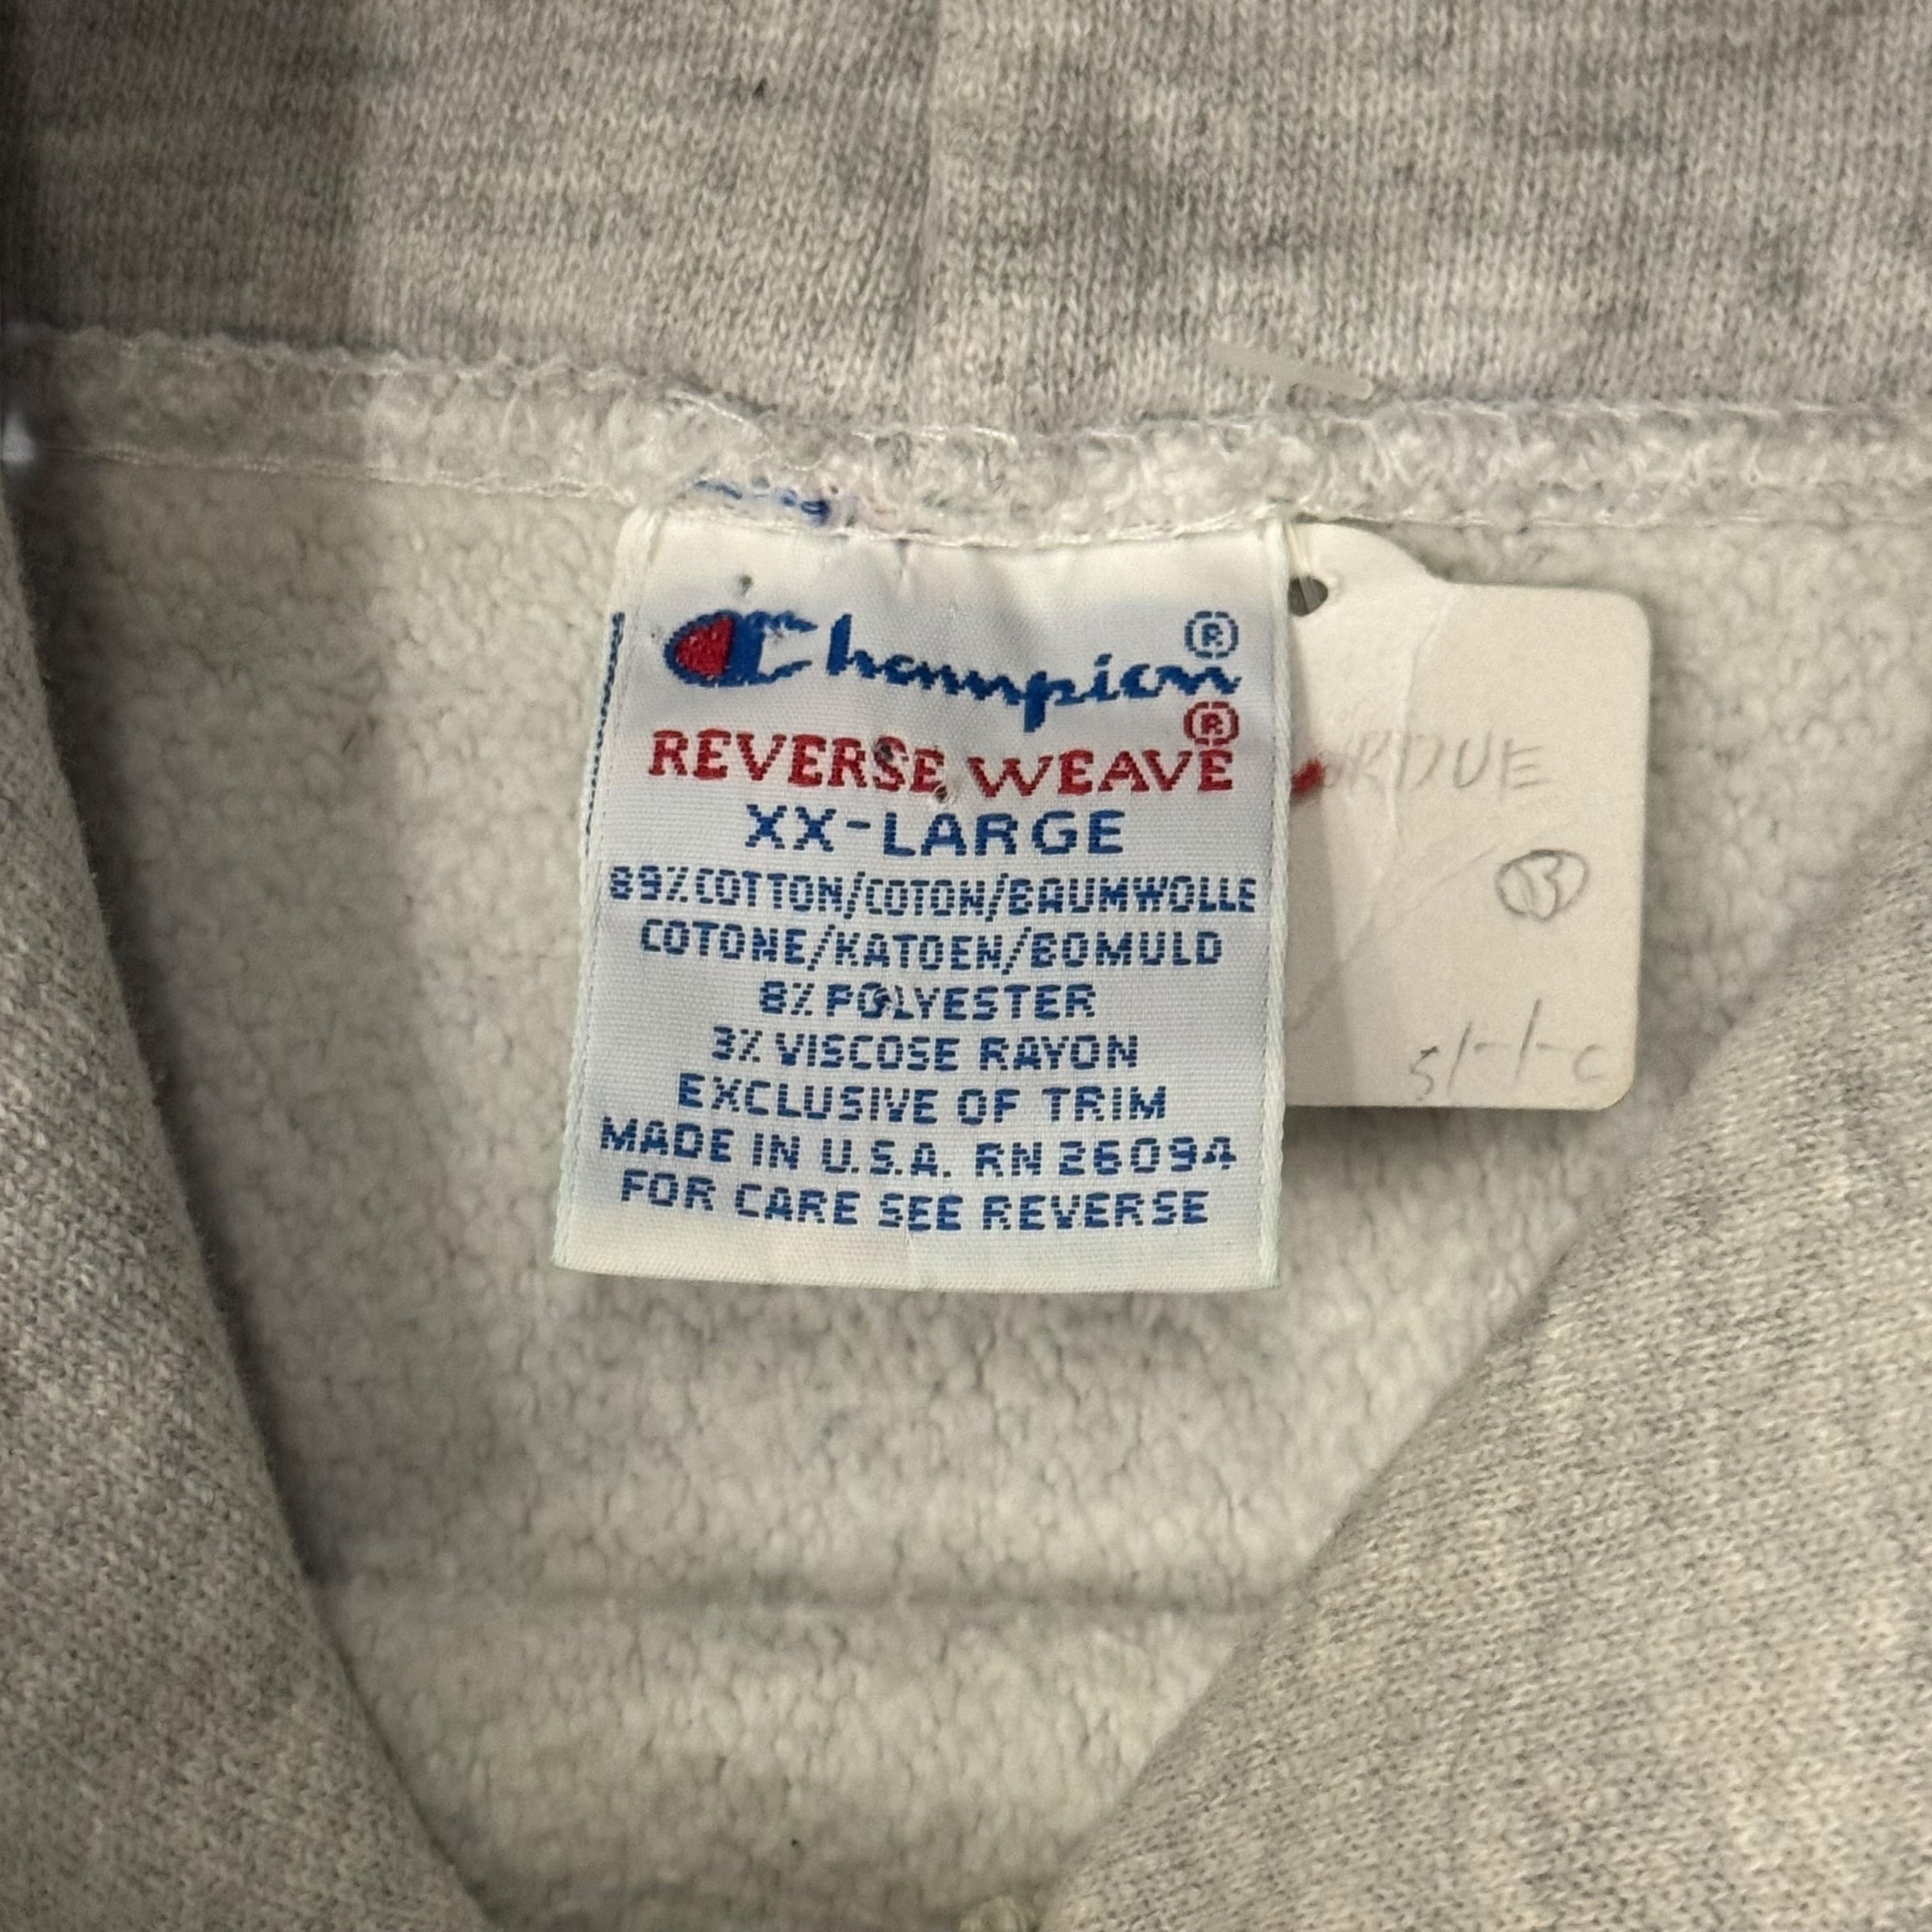 Champion®
REVERSE WEAVE®
XX-LARGE
89% COTTON/COTON/BAUMWOLLE
COTONE/KATOEN/BOMULD
8% POLYESTER
3% VISCOSE RAYON
EXCLUSIVE OF TRIM
MADE IN U.S.A. RN 26094
FOR CARE SEE REVERSE
URDUE